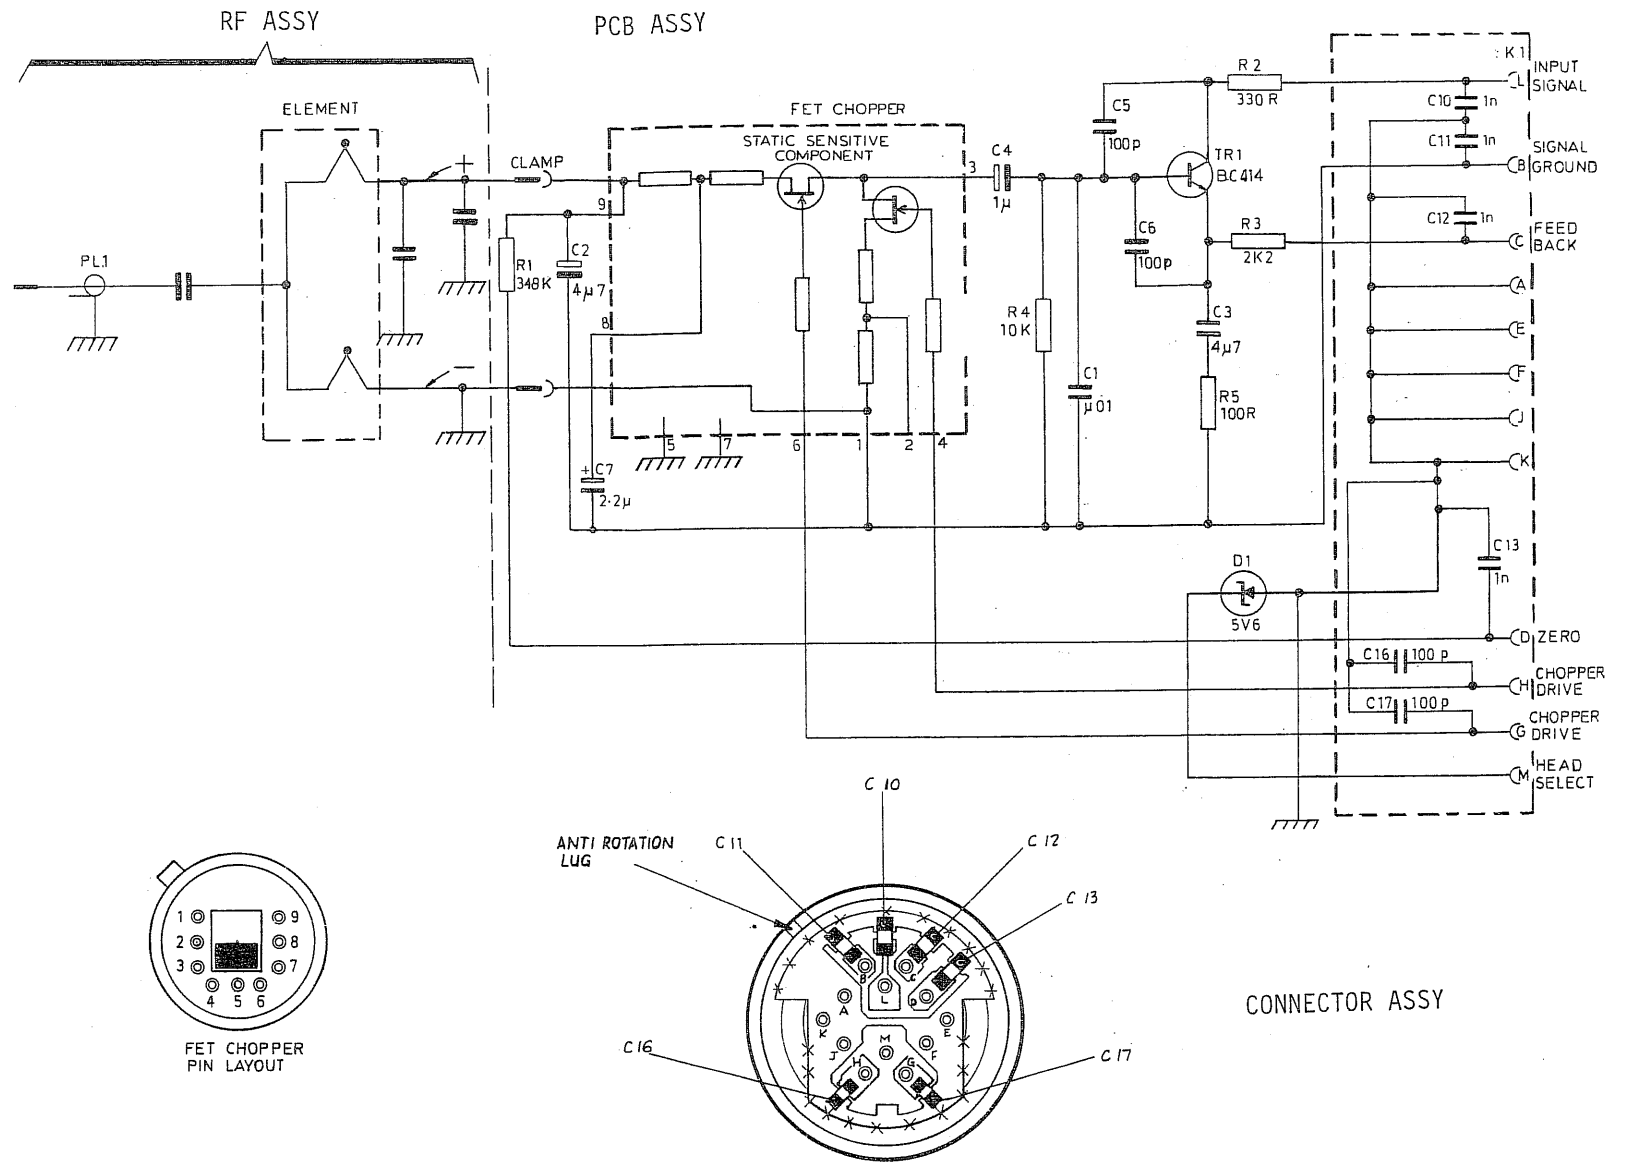 RF ASSY
PCB ASSY
ELEMENT
PL1
+
−
CLAMP
FET CHOPPER
STATIC SENSITIVE
COMPONENT
9
8
3
5
7
6
1
2
4
R1
348K
C2
4µ7
+
C7
2·2µ
C4
1µ
C5
100p
R2
330 R
TR1
BC414
C6
100p
R3
2K2
R4
10K
C1
µ01
C3
4µ7
R5
100R
D1
5V6
K1
L
INPUT
SIGNAL
C10
1n
C11
1n
B
SIGNAL
GROUND
C12
1n
C
FEED
BACK
A
E
F
J
K
C13
1n
D
ZERO
C16
100p
H
CHOPPER
DRIVE
C17
100p
G
CHOPPER
DRIVE
M
HEAD
SELECT
1
2
3
4
5
6
7
8
9
FET CHOPPER
PIN LAYOUT
ANTI ROTATION
LUG
C 11
C 10
C 12
C 13
C16
C 17
B
L
C
D
A
K
E
J
M
F
H
G
CONNECTOR ASSY